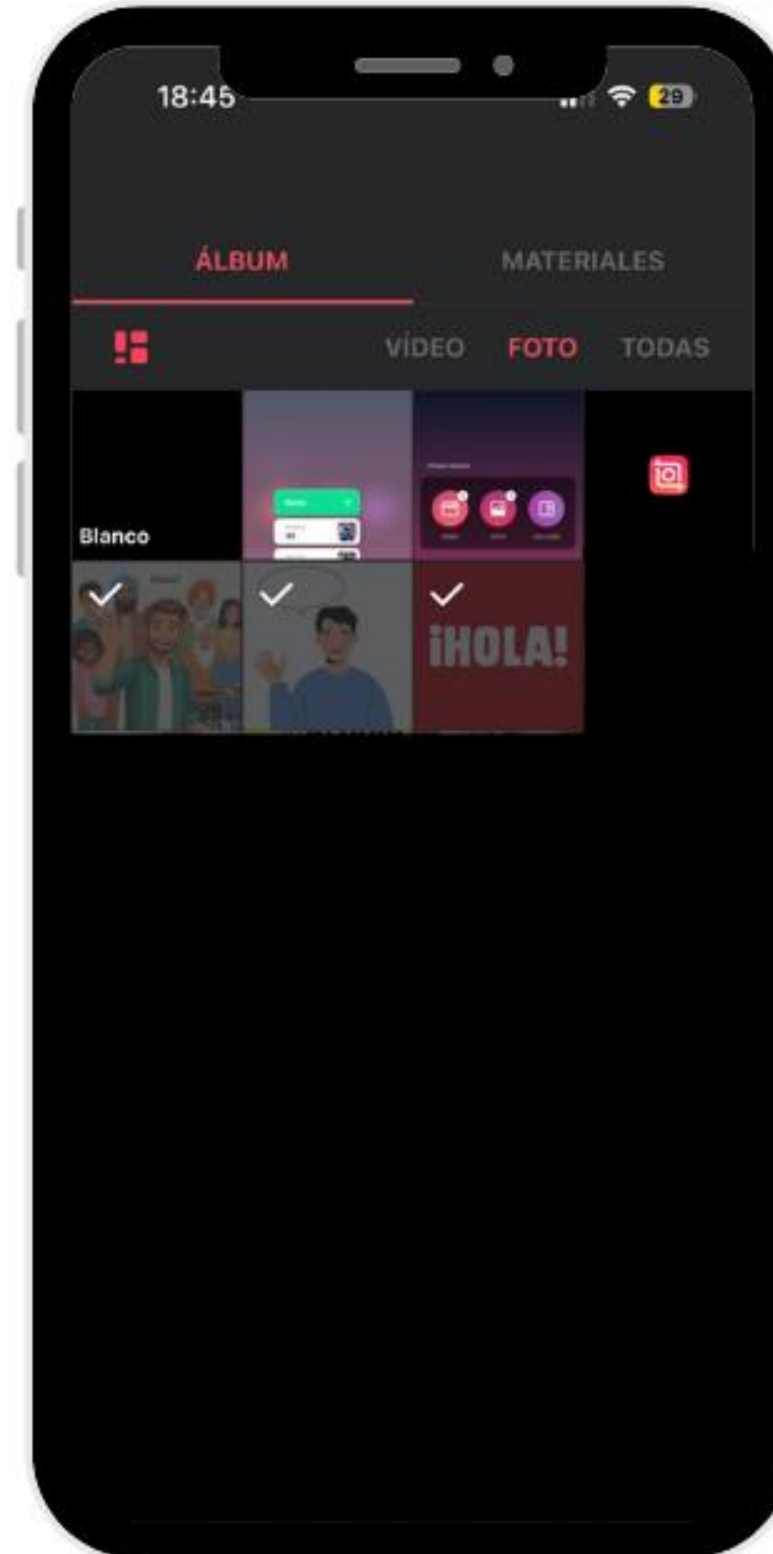 18:45
29
ÁLBUM
MATERIALES
VÍDEO
FOTO
TODAS
Blanco
¡HOLA!